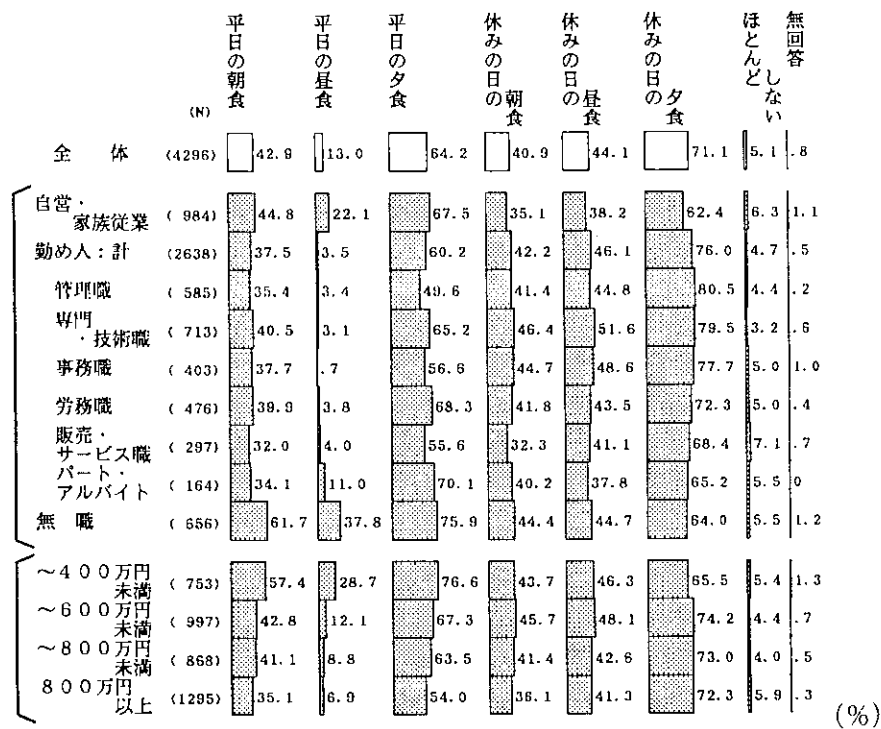 平日の朝食 平日の昼食 平日の夕食 休みの日の朝食 休みの日の昼食 休みの日の夕食 ほとんどしない 無回答
(N)
全体 (4296) 42.9 13.0 64.2 40.9 44.1 71.1 5.1 .8
自営・
家族従業 ( 984) 44.8 22.1 67.5 35.1 38.2 62.4 6.3 1.1
勤め人:計 (2638) 37.5 3.5 60.2 42.2 46.1 76.0 4.7 .5
管理職 ( 585) 35.4 3.4 49.6 41.4 44.8 80.5 4.4 .2
専門
・技術職 ( 713) 40.5 3.1 65.2 46.4 51.6 79.5 3.2 .6
事務職 ( 403) 37.7 .7 56.6 44.7 48.6 77.7 5.0 1.0
労務職 ( 476) 39.9 3.8 68.3 41.8 43.5 72.3 5.0 .4
販売・
サービス職 ( 297) 32.0 4.0 55.6 32.3 41.1 68.4 7.1 .7
パート・
アルバイト ( 164) 34.1 11.0 70.1 40.2 37.8 65.2 5.5 0
無職 ( 656) 61.7 37.8 75.9 44.4 44.7 64.0 5.5 1.2
~400万円
未満 ( 753) 57.4 28.7 76.6 43.7 46.3 65.5 5.4 1.3
~600万円
未満 ( 997) 42.8 12.1 67.3 45.7 48.1 74.2 4.4 .7
~800万円
未満 ( 868) 41.1 8.8 63.5 41.4 42.6 73.0 4.0 .5
800万円
以上 (1295) 35.1 6.9 54.0 36.1 41.3 72.3 5.9 .3
(%)